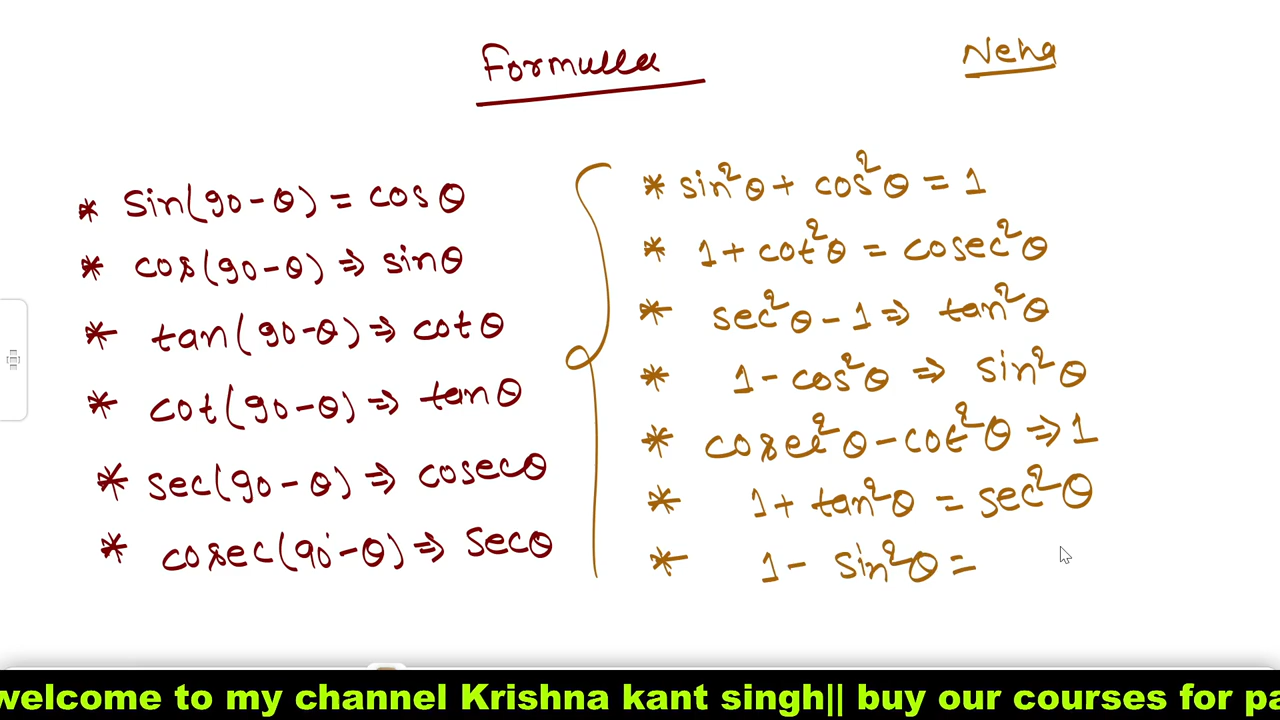 Formulla
Neha
* sin(90-θ) = cosθ
* cos(90-θ) ⇒ sinθ
* tan(90-θ) ⇒ cotθ
* cot(90-θ) ⇒ tanθ
* sec(90-θ) ⇒ cosecθ
* cosec(90-θ) ⇒ secθ
* sin²θ + cos²θ = 1
* 1 + cot²θ = cosec²θ
* sec²θ - 1 ⇒ tan²θ
* 1 - cos²θ ⇒ sin²θ
* cosec²θ - cot²θ ⇒ 1
* 1 + tan²θ = sec²θ
* 1 - sin²θ =
welcome to my channel Krishna kant singh|| buy our courses for pa